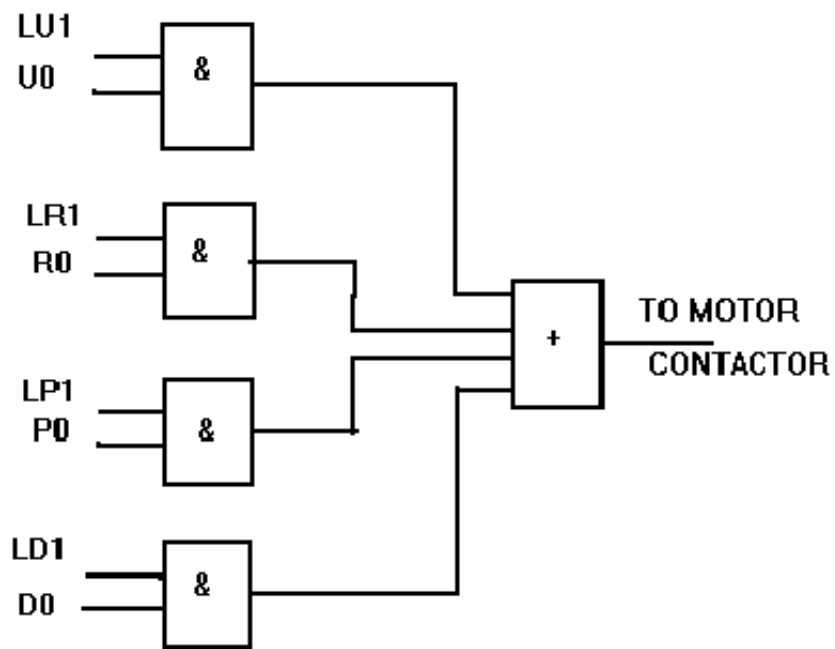 LU1
U0
&
LR1
R0
&
LP1
P0
&
LD1
D0
&
+
TO MOTOR
CONTACTOR